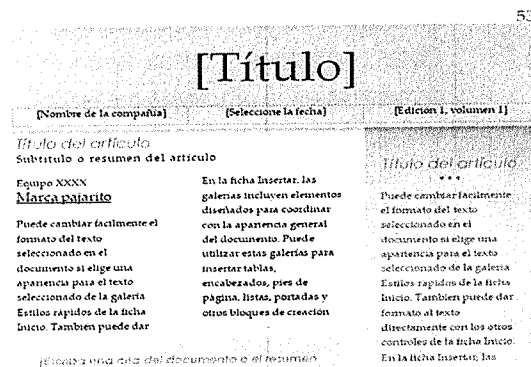 53
[Título]
[Nombre de la compañía] [Seleccione la fecha] [Edición 1, volumen 1]
Título del artículo
Subtítulo o resumen del artículo
Equipo XXXX
Marca pajarito
Puede cambiar fácilmente el
formato del texto
seleccionado en el
documento si elige una
apariencia para el texto
seleccionado de la galería
Estilos rápidos de la ficha
Inicio. También puede dar
En la ficha Insertar, las
galerías incluyen elementos
diseñados para coordinar
con la apariencia general
del documento. Puede
utilizar estas galerías para
insertar tablas,
encabezados, pies de
página, listas, portadas y
otros bloques de creación
[Escriba una cita del documento o el resumen
Título del artículo
•••
Puede cambiar fácilmente
el formato del texto
seleccionado en el
documento si elige una
apariencia para el texto
seleccionado de la galería
Estilos rápidos de la ficha
Inicio. También puede dar
formato al texto
directamente con los otros
controles de la ficha Inicio.
En la ficha Insertar, las